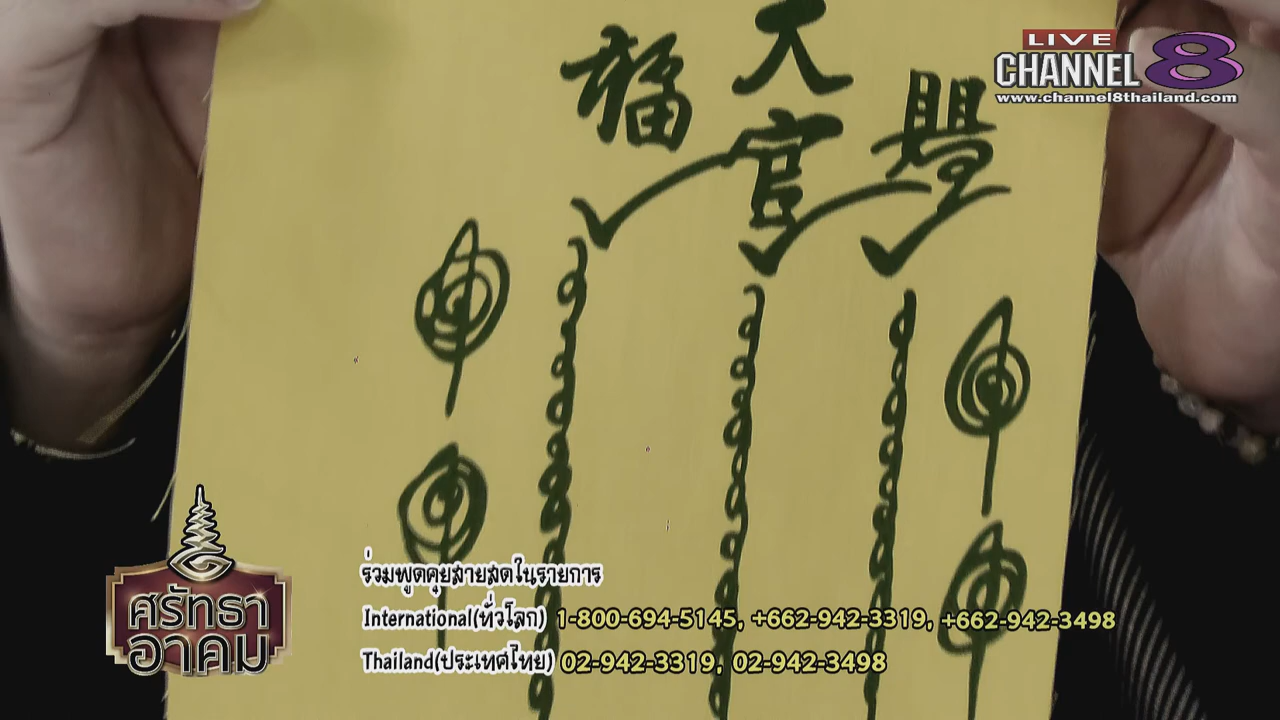 LIVE
CHANNEL 8
www.channel8thailand.com
福
天
官
ศรัทธา
อาคม
ร่วมพูดคุยสายสดในรายการ
International(ทั่วโลก) 1-800-694-5145, +662-942-3319, +662-942-3498
Thailand(ประเทศไทย) 02-942-3319, 02-942-3498